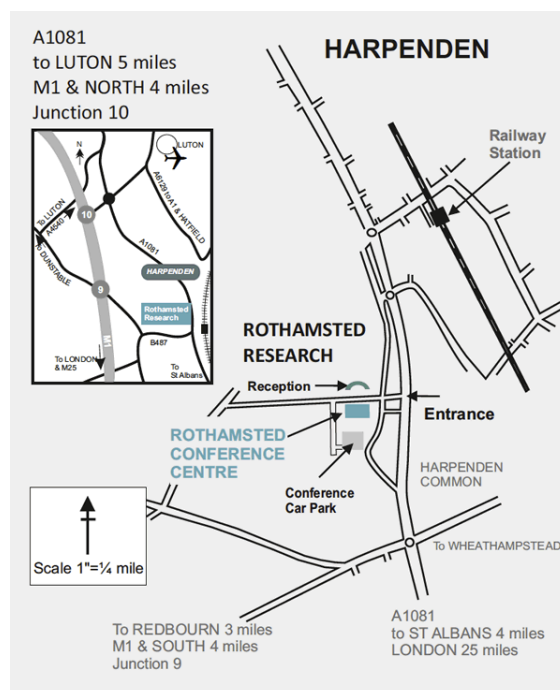 A1081
to LUTON 5 miles
M1 & NORTH 4 miles
Junction 10
HARPENDEN
Railway
Station
N
LUTON
To LUTON
A4540
10
A6129 to A1 & HATFIELD
To DUNSTABLE
A1081
HARPENDEN
9
Rothamsted
Research
M1
B487
To LONDON
& M25
To
St Albans
ROTHAMSTED
RESEARCH
Reception
Entrance
ROTHAMSTED
CONFERENCE
CENTRE
Conference
Car Park
HARPENDEN
COMMON
Scale 1"=¼ mile
To WHEATHAMPSTEAD
To REDBOURN 3 miles
M1 & SOUTH 4 miles
Junction 9
A1081
to ST ALBANS 4 miles
LONDON 25 miles